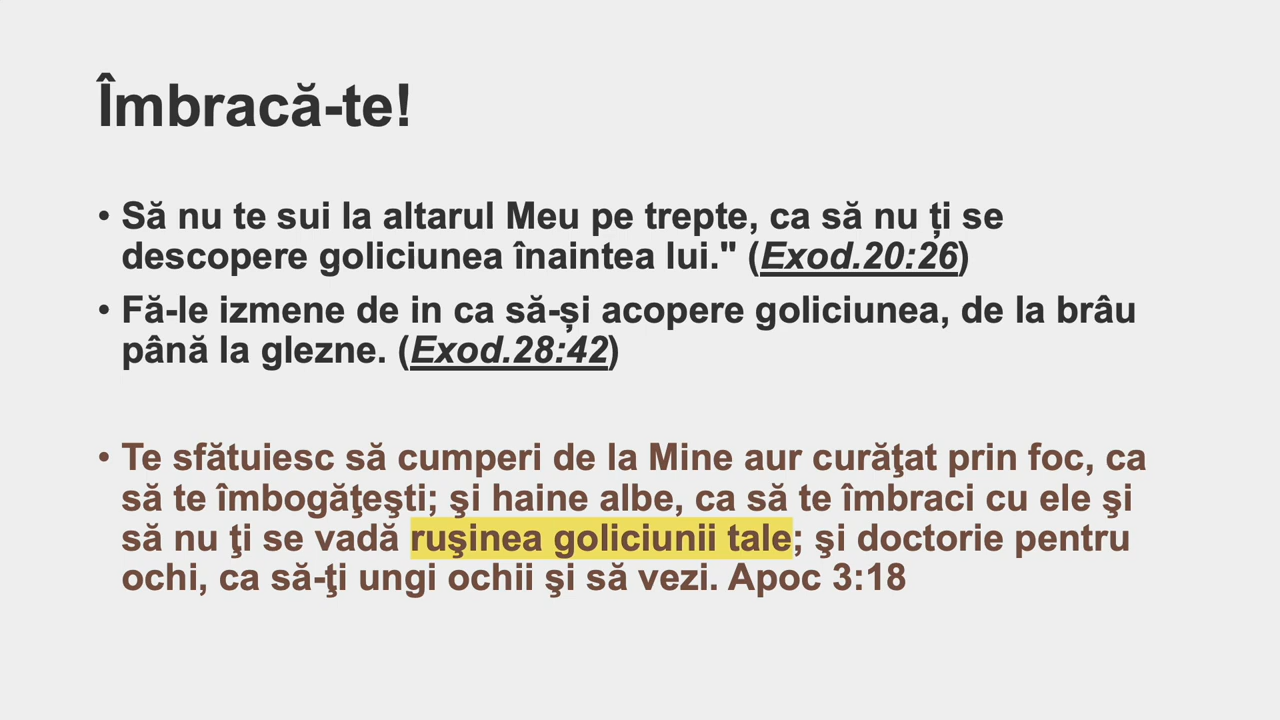 Îmbracă-te!
• Să nu te sui la altarul Meu pe trepte, ca să nu ți se
descopere goliciunea înaintea lui." (Exod.20:26)
• Fă-le izmene de in ca să-și acopere goliciunea, de la brâu
până la glezne. (Exod.28:42)
• Te sfătuiesc să cumperi de la Mine aur curăţat prin foc, ca
să te îmbogăţeşti; şi haine albe, ca să te îmbraci cu ele şi
să nu ţi se vadă ruşinea goliciunii tale; şi doctorie pentru
ochi, ca să-ţi ungi ochii şi să vezi. Apoc 3:18